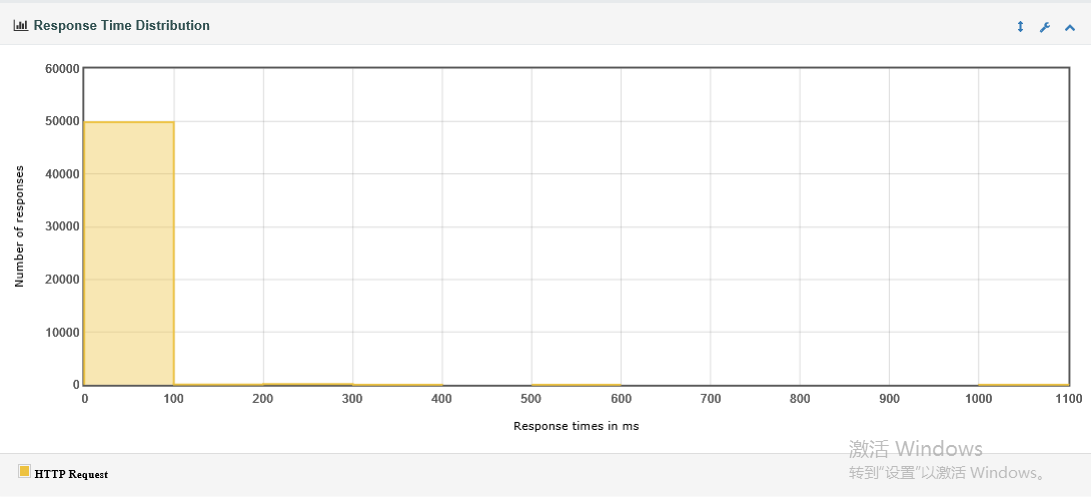 Response Time Distribution
60000
50000
40000
30000
20000
10000
0
Number of responses
0 100 200 300 400 500 600 700 800 900 1000 1100
Response times in ms
激活 Windows
转到"设置"以激活 Windows。
HTTP Request